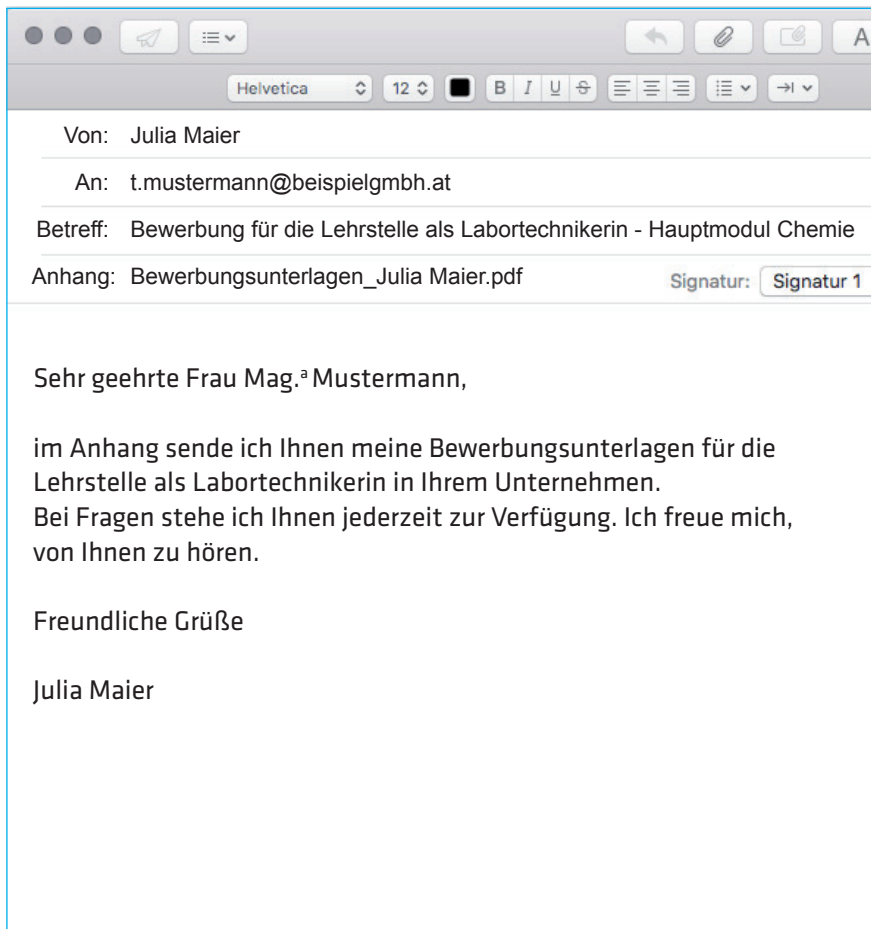 A
Helvetica 12 B I U S
Von: Julia Maier
An: t.mustermann@beispielgmbh.at
Betreff: Bewerbung für die Lehrstelle als Labortechnikerin - Hauptmodul Chemie
Anhang: Bewerbungsunterlagen_Julia Maier.pdf Signatur: Signatur 1
Sehr geehrte Frau Mag.ª Mustermann,
im Anhang sende ich Ihnen meine Bewerbungsunterlagen für die
Lehrstelle als Labortechnikerin in Ihrem Unternehmen.
Bei Fragen stehe ich Ihnen jederzeit zur Verfügung. Ich freue mich,
von Ihnen zu hören.
Freundliche Grüße
Julia Maier